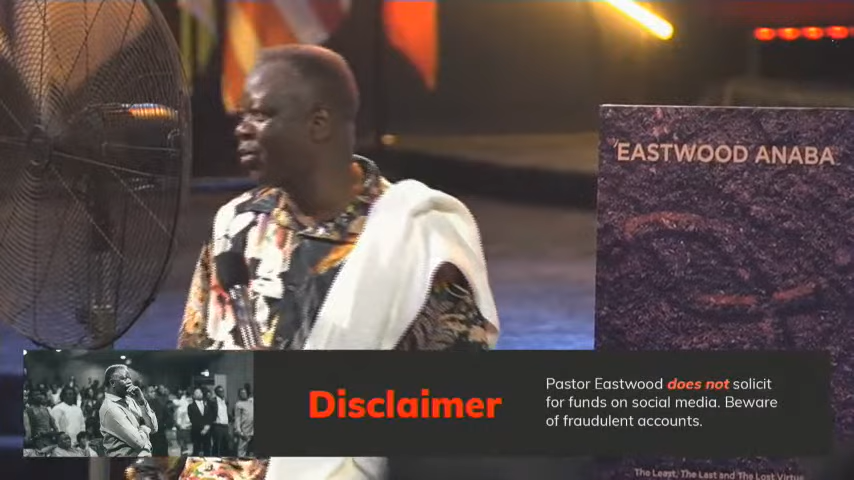 EASTWOOD ANABA
Disclaimer
Pastor Eastwood does not solicit
for funds on social media. Beware
of fraudulent accounts.
The Least, The Last and The Lost Virtue